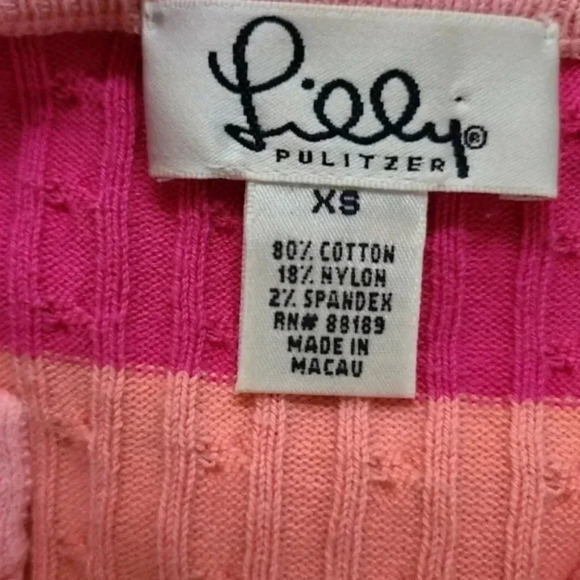 Lilly®
PULITZER
XS
80% COTTON
18% NYLON
2% SPANDEX
RN# 88189
MADE IN
MACAU